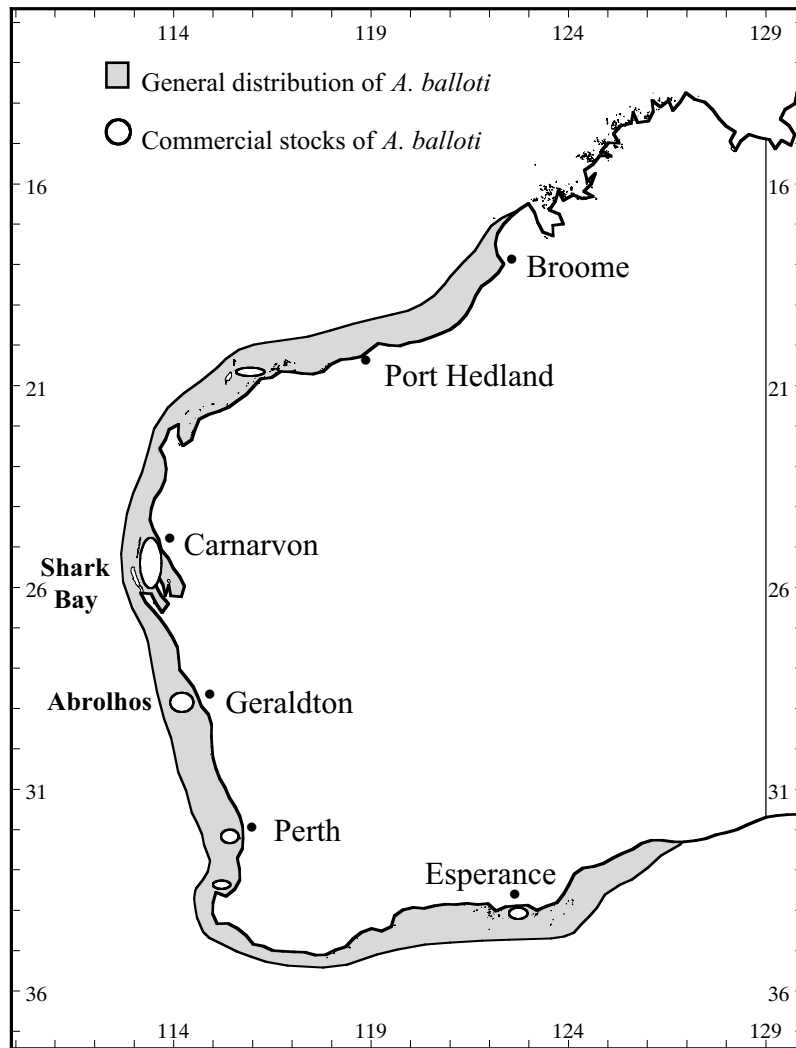 114 119 124 129
General distribution of A. balloti
Commercial stocks of A. balloti
16 16
Broome
Port Hedland
21 21
Carnarvon
Shark
Bay
26 26
Abrolhos
Geraldton
31 31
Perth
Esperance
36 36
114 119 124 129